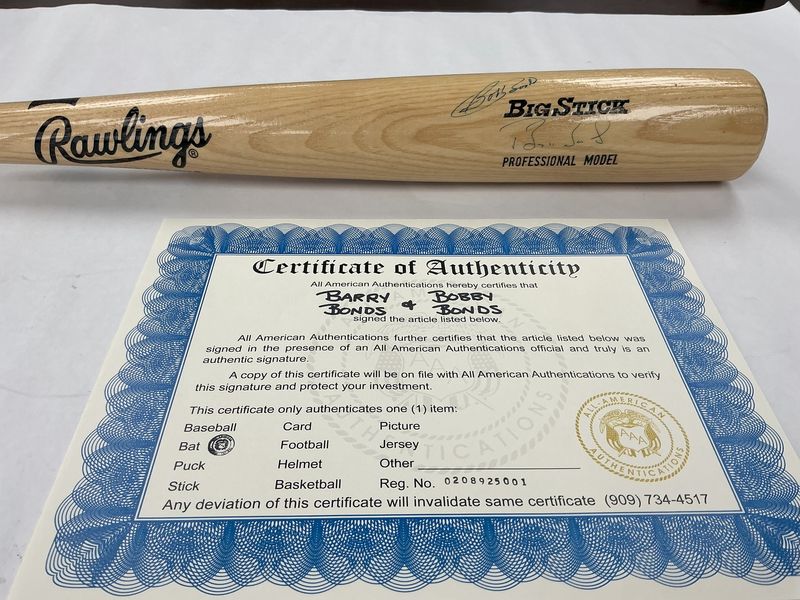 Rawlings®
Bobby Bonds
BIG STICK
PROFESSIONAL MODEL
Certificate of Authenticity
All American Authentications hereby certifies that
BARRY BONDS & BOBBY BONDS
signed the article listed below.
All American Authentications further certifies that the article listed below was
signed in the presence of an All American Authentications official and truly is an
authentic signature.
A copy of this certificate will be on file with All American Authentications to verify
this signature and protect your investment.
This certificate only authenticates one (1) item:
Baseball Card Picture
Bat Football Jersey
Puck Helmet Other
Stick Basketball Reg. No. 0208925001
Any deviation of this certificate will invalidate same certificate (909) 734-4517
ALL-AMERICAN
AAA
AUTHENTICATIONS